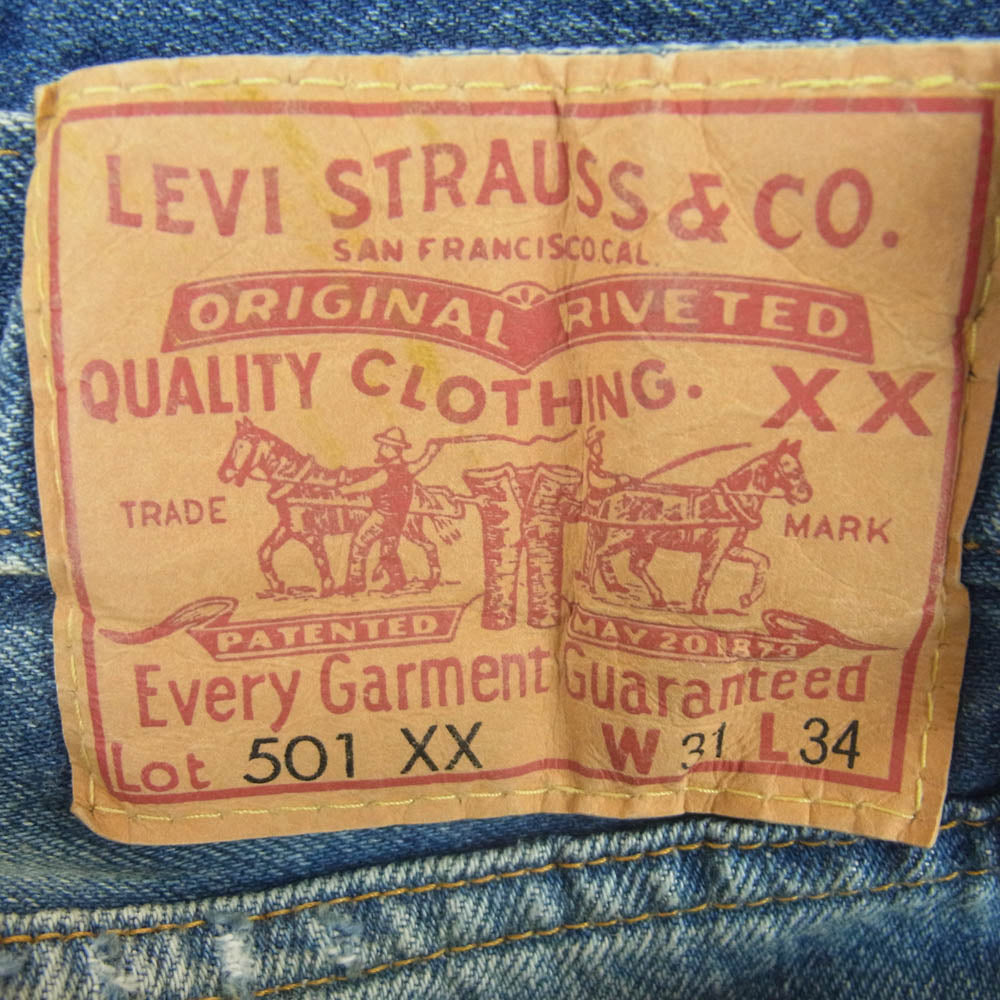 LEVI STRAUSS & CO.
SAN FRANCISCO.CAL.
ORIGINAL RIVETED
QUALITY CLOTHING. XX
TRADE MARK
PATENTED MAY 20 1873
Every Garment Guaranteed
Lot 501 XX W 31 L 34